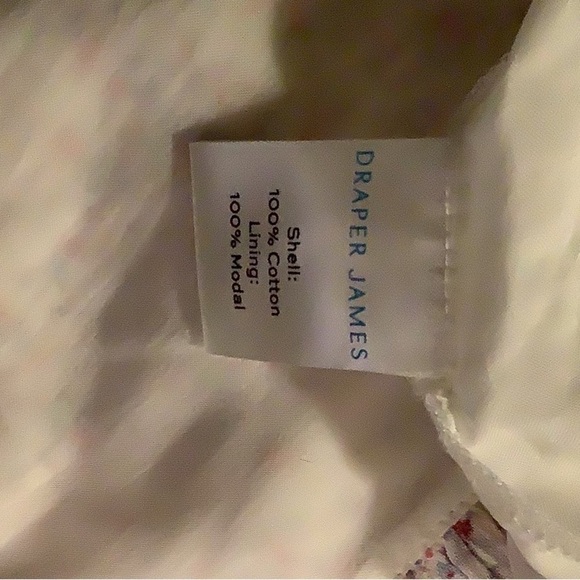 DRAPER JAMES
Shell:
100% Cotton
Lining:
100% Modal